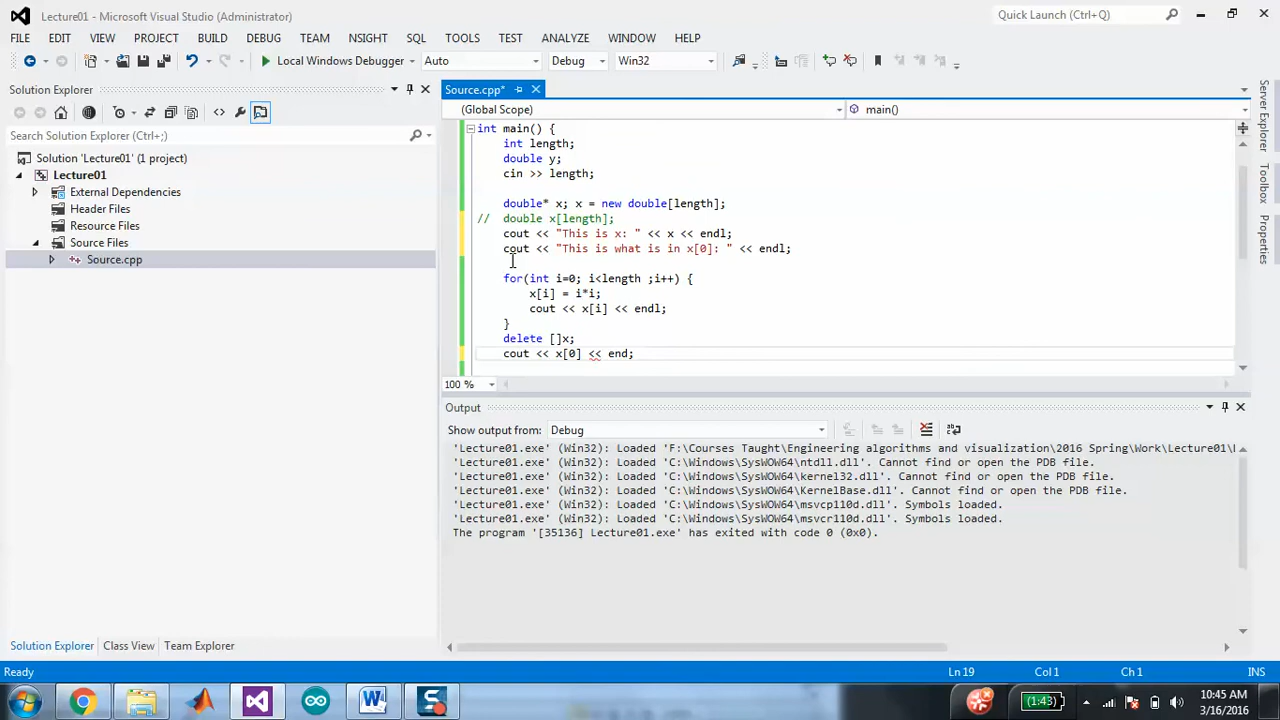 Lecture01 - Microsoft Visual Studio (Administrator)
Quick Launch (Ctrl+Q)
FILE EDIT VIEW PROJECT BUILD DEBUG TEAM NSIGHT SQL TOOLS TEST ANALYZE WINDOW HELP
Local Windows Debugger Auto Debug Win32
Solution Explorer
Source.cpp*
(Global Scope) main()
Search Solution Explorer (Ctrl+;)
Solution 'Lecture01' (1 project)
Lecture01
External Dependencies
Header Files
Resource Files
Source Files
Source.cpp
int main() {
int length;
double y;
cin >> length;
double* x; x = new double[length];
// double x[length];
cout << "This is x: " << x << endl;
cout << "This is what is in x[0]: " << endl;
for(int i=0; i<length ;i++) {
x[i] = i*i;
cout << x[i] << endl;
}
delete []x;
cout << x[0] << end;
100 %
Output
Show output from: Debug
'Lecture01.exe' (Win32): Loaded 'F:\Courses Taught\Engineering algorithms and visualization\2016 Spring\Work\Lecture01\
'Lecture01.exe' (Win32): Loaded 'C:\Windows\SysWOW64\ntdll.dll'. Cannot find or open the PDB file.
'Lecture01.exe' (Win32): Loaded 'C:\Windows\SysWOW64\kernel32.dll'. Cannot find or open the PDB file.
'Lecture01.exe' (Win32): Loaded 'C:\Windows\SysWOW64\KernelBase.dll'. Cannot find or open the PDB file.
'Lecture01.exe' (Win32): Loaded 'C:\Windows\SysWOW64\msvcp110d.dll'. Symbols loaded.
'Lecture01.exe' (Win32): Loaded 'C:\Windows\SysWOW64\msvcr110d.dll'. Symbols loaded.
The program '[35136] Lecture01.exe' has exited with code 0 (0x0).
Server Explorer
Toolbox
Solution Explorer Class View Team Explorer
Ready Ln 19 Col 1 Ch 1 INS
(1:43)
10:45 AM
3/16/2016